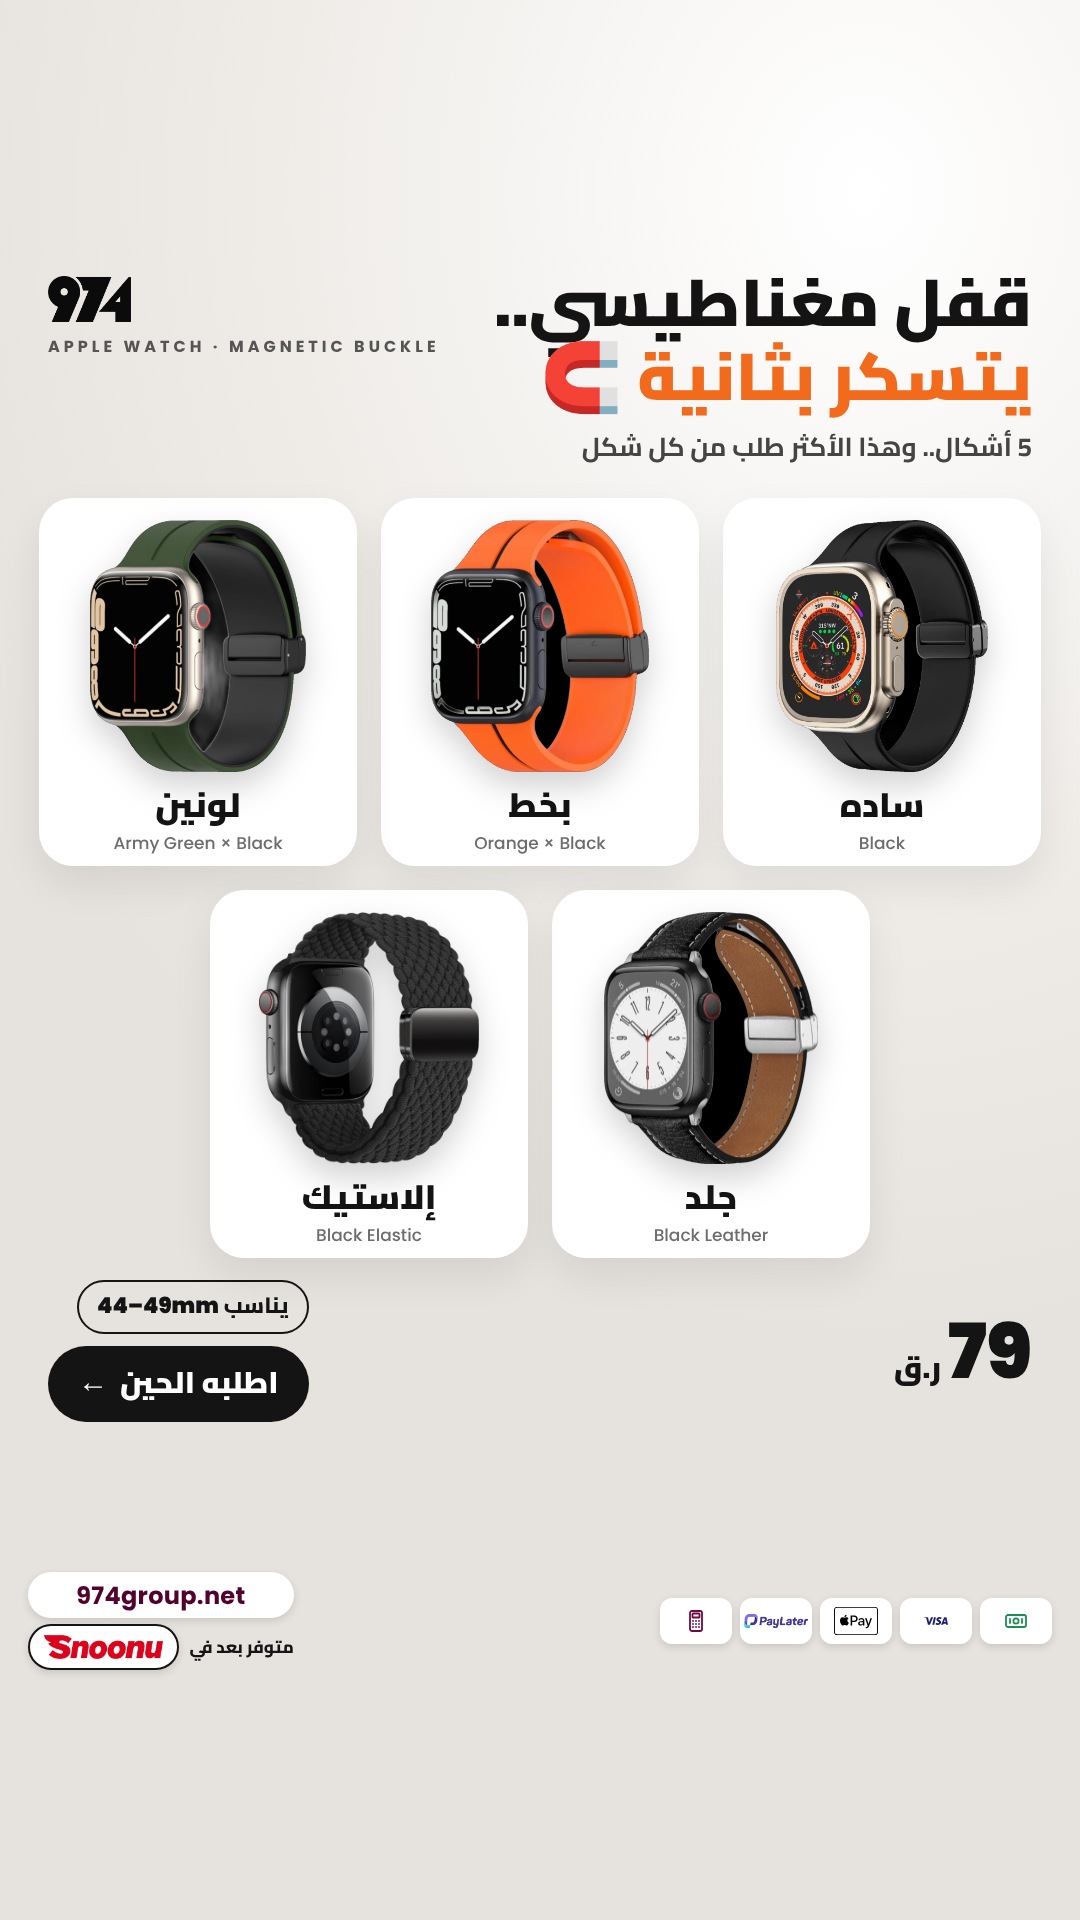 974
APPLE WATCH · MAGNETIC BUCKLE
قفل مغناطيسي..
يتسكر بثانية
5 أشكال.. وهذا الأكثر طلب من كل شكل
ساده
Black
بخط
Orange × Black
لونين
Army Green × Black
جلد
Black Leather
إلاستيك
Black Elastic
79 ر.ق
يناسب 44–49mm
اطلبه الحين ←
974group.net
متوفر بعد في Snoonu
PayLater
Pay
VISA